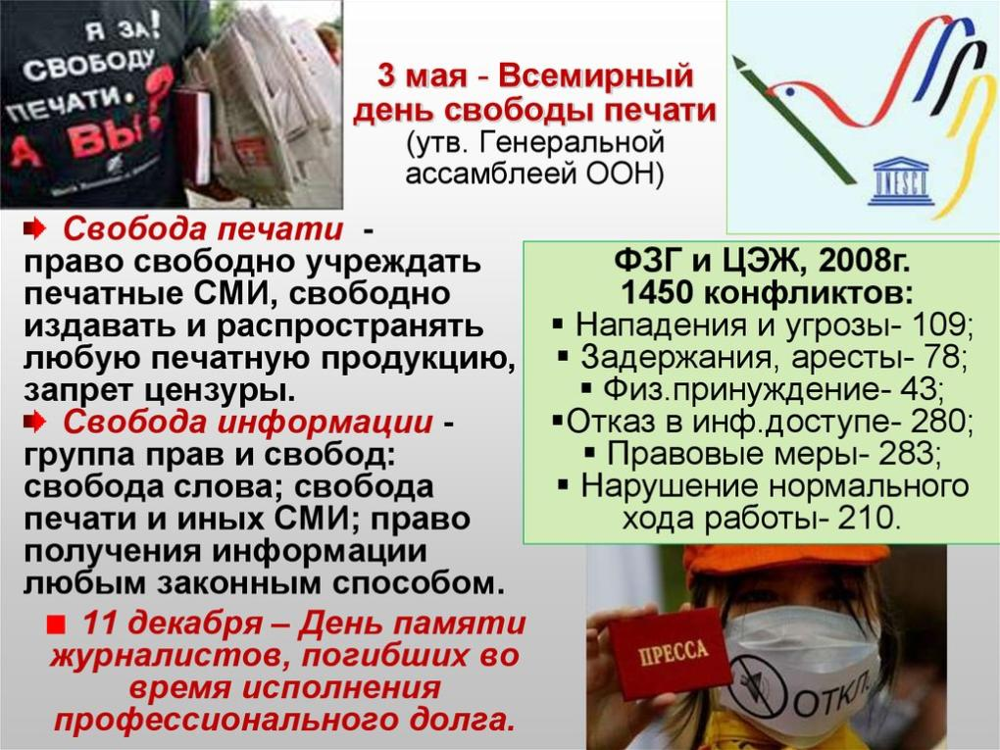 Я ЗА!
СВОБОДУ
ПЕЧАТИ.
А ВЫ?
3 мая - Всемирный
день свободы печати
(утв. Генеральной
ассамблеей ООН)
UNESCO
Свобода печати -
право свободно учреждать
печатные СМИ, свободно
издавать и распространять
любую печатную продукцию,
запрет цензуры.
Свобода информации -
группа прав и свобод:
свобода слова; свобода
печати и иных СМИ; право
получения информации
любым законным способом.
11 декабря – День памяти
журналистов, погибших во
время исполнения
профессионального долга.
ФЗГ и ЦЭЖ, 2008г.
1450 конфликтов:
▪ Нападения и угрозы- 109;
▪ Задержания, аресты- 78;
▪ Физ.принуждение- 43;
▪Отказ в инф.доступе- 280;
▪ Правовые меры- 283;
▪ Нарушение нормального
хода работы- 210.
ПРЕССА
ОТКЛ.